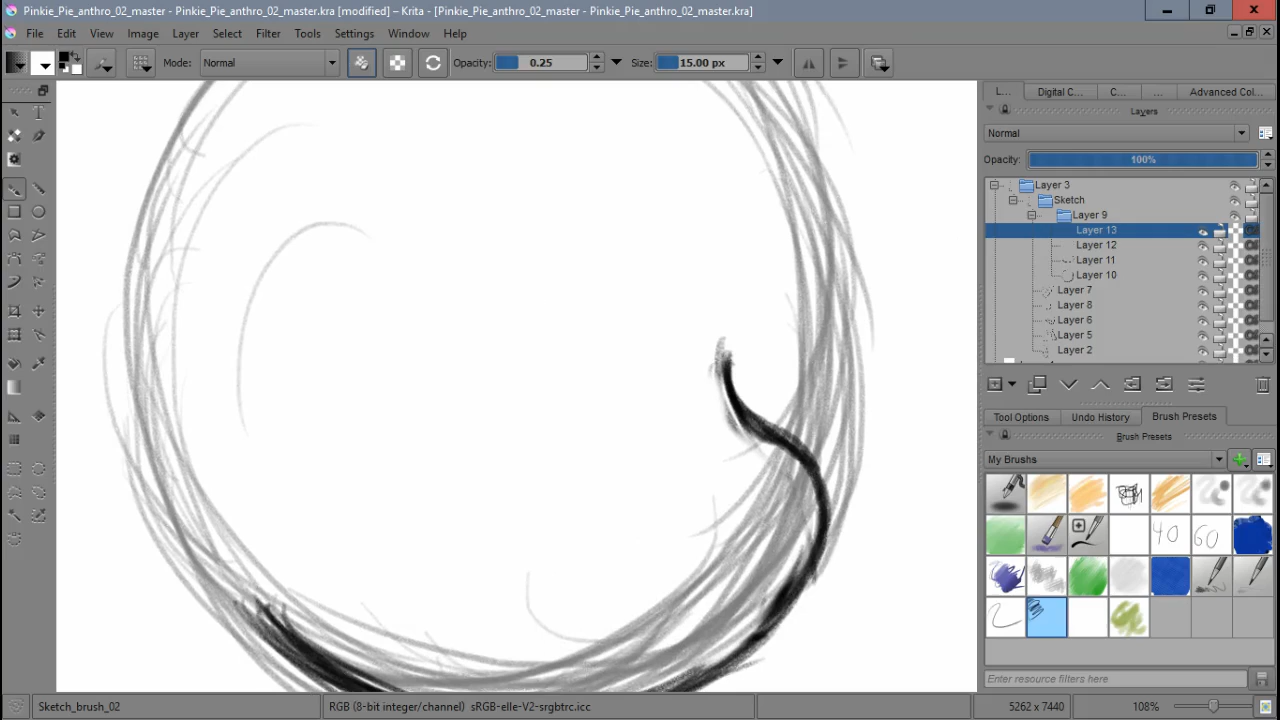 Pinkie_Pie_anthro_02_master - Pinkie_Pie_anthro_02_master.kra [modified] – Krita - [Pinkie_Pie_anthro_02_master - Pinkie_Pie_anthro_02_master.kra]
File Edit View Image Layer Select Filter Tools Settings Window Help
Mode: Normal Opacity: 0.25 Size: 15.00 px
L... Digital C... C... ... Advanced Col...
Layers
Normal
Opacity: 100%
Layer 3
Sketch
Layer 9
Layer 13
Layer 12
Layer 11
Layer 10
Layer 7
Layer 8
Layer 6
Layer 5
Layer 2
Tool Options Undo History Brush Presets
Brush Presets
My Brushes
40 60
Enter resource filters here
Sketch_brush_02 RGB (8-bit integer/channel) sRGB-elle-V2-srgbtrc.icc 5262 x 7440 108%